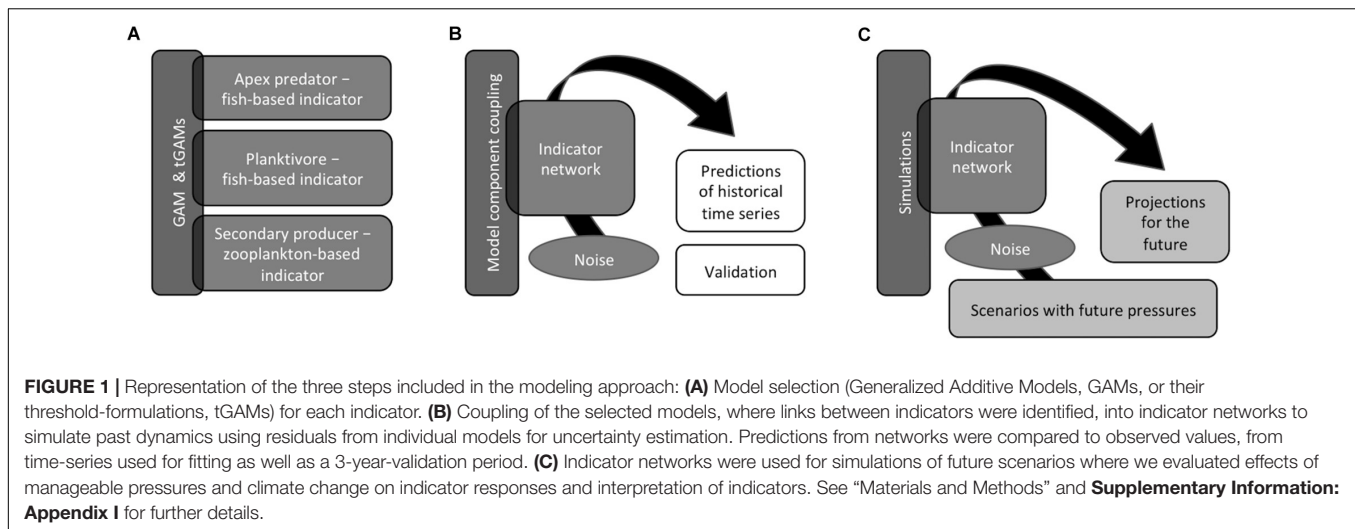 A
GAM & tGAMs
Apex predator –
fish-based indicator
Planktivore –
fish-based indicator
Secondary producer –
zooplankton-based
indicator
B
Model component coupling
Indicator
network
Noise
Predictions
of historical
time series
Validation
C
Simulations
Indicator
network
Noise
Projections
for the
future
Scenarios with future pressures
FIGURE 1 | Representation of the three steps included in the modeling approach: (A) Model selection (Generalized Additive Models, GAMs, or their
threshold-formulations, tGAMs) for each indicator. (B) Coupling of the selected models, where links between indicators were identified, into indicator networks to
simulate past dynamics using residuals from individual models for uncertainty estimation. Predictions from networks were compared to observed values, from
time-series used for fitting as well as a 3-year-validation period. (C) Indicator networks were used for simulations of future scenarios where we evaluated effects of
manageable pressures and climate change on indicator responses and interpretation of indicators. See “Materials and Methods” and Supplementary Information:
Appendix I for further details.